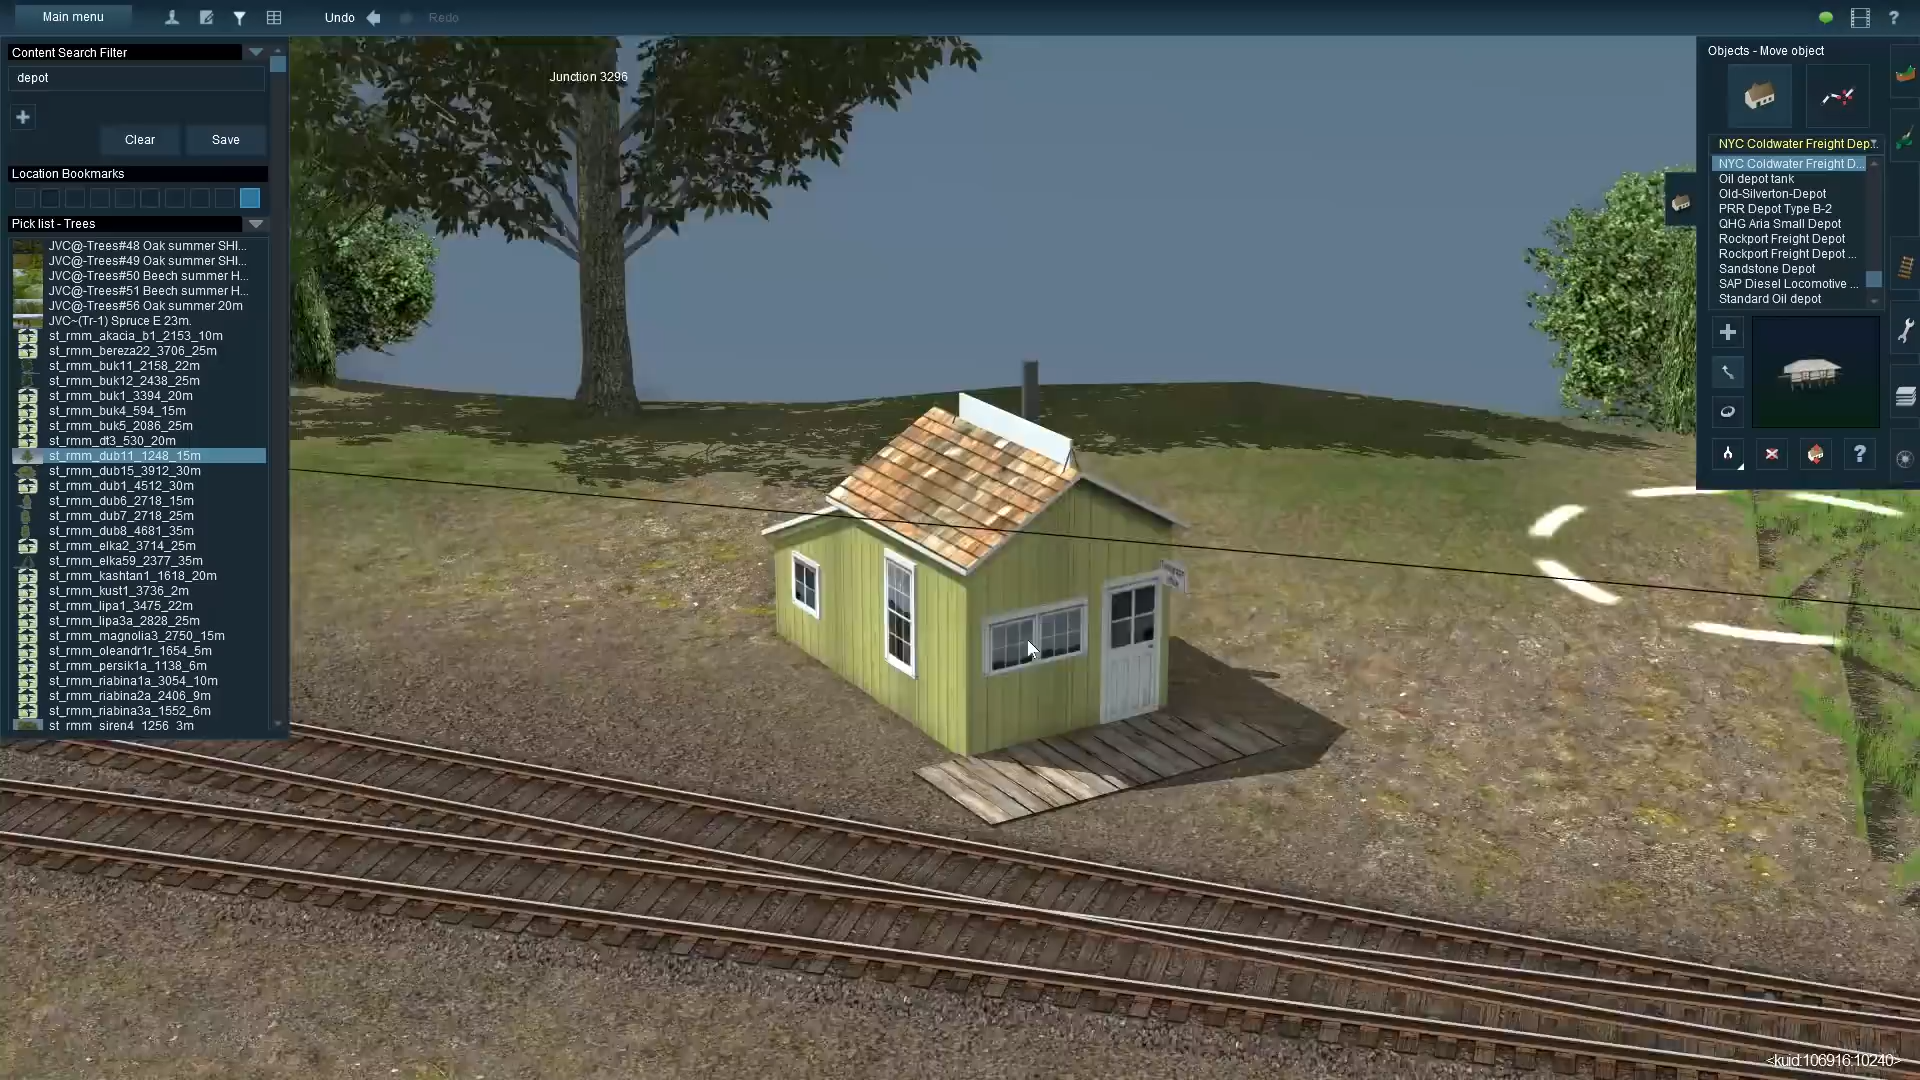 Main menu
Undo
Redo
?
Content Search Filter
depot
Clear
Save
Location Bookmarks
Pick list - Trees
JVC@-Trees#48 Oak summer SHI...
JVC@-Trees#49 Oak summer SHI...
JVC@-Trees#50 Beech summer H...
JVC@-Trees#51 Beech summer H...
JVC@-Trees#56 Oak summer 20m
JVC~(Tr-1) Spruce E 23m.
st_rmm_akacia_b1_2153_10m
st_rmm_bereza22_3706_25m
st_rmm_buk11_2158_22m
st_rmm_buk12_2438_25m
st_rmm_buk1_3394_20m
st_rmm_buk4_594_15m
st_rmm_buk5_2086_25m
st_rmm_dt3_530_20m
st_rmm_dub11_1248_15m
st_rmm_dub15_3912_30m
st_rmm_dub1_4512_30m
st_rmm_dub6_2718_15m
st_rmm_dub7_2718_25m
st_rmm_dub8_4681_35m
st_rmm_elka2_3714_25m
st_rmm_elka59_2377_35m
st_rmm_kashtan1_1618_20m
st_rmm_kust1_3736_2m
st_rmm_lipa1_3475_22m
st_rmm_lipa3a_2828_25m
st_rmm_magnolia3_2750_15m
st_rmm_oleandr1r_1654_5m
st_rmm_persik1a_1138_6m
st_rmm_riabina1a_3054_10m
st_rmm_riabina2a_2406_9m
st_rmm_riabina3a_1552_6m
st_rmm_siren4_1256_3m
Junction 3296
Objects - Move object
NYC Coldwater Freight Dep...
NYC Coldwater Freight D...
Oil depot tank
Old-Silverton-Depot
PRR Depot Type B-2
QHG Aria Small Depot
Rockport Freight Depot
Rockport Freight Depot ...
Sandstone Depot
SAP Diesel Locomotive ...
Standard Oil depot
?
<kuid:106916:10240>